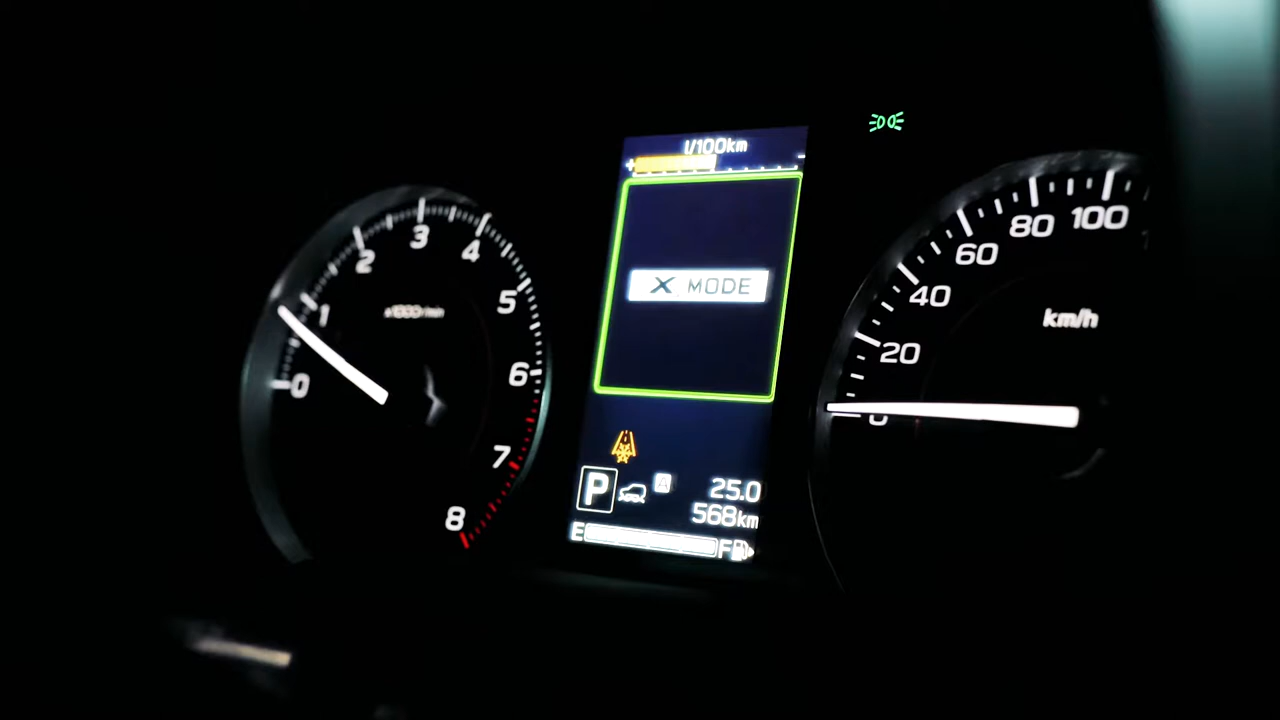 l/100km
+ -
X MODE
P A 25.0
568km
E F
0 1 2 3 4 5 6 7 8
x1000r/min
0 20 40 60 80 100
km/h